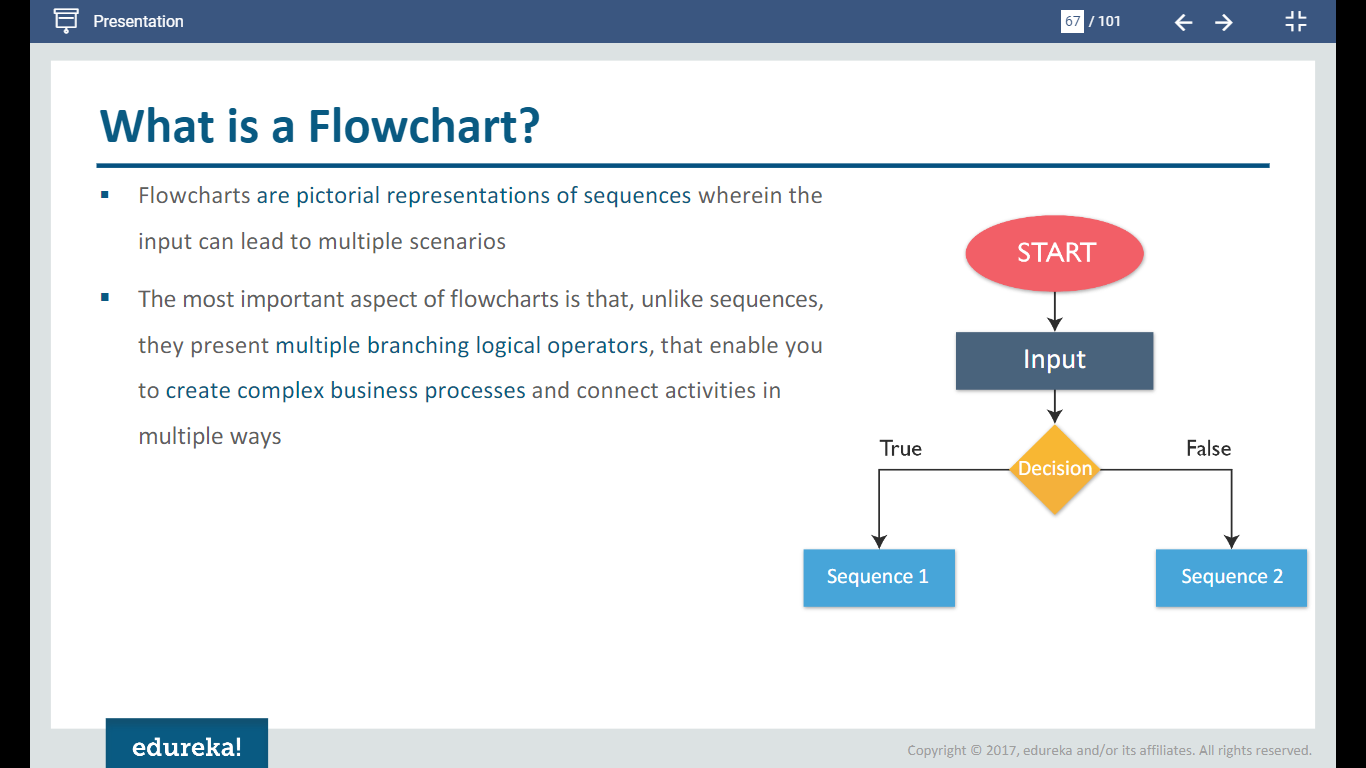 Presentation
67 / 101
What is a Flowchart?
Flowcharts are pictorial representations of sequences wherein the
input can lead to multiple scenarios
The most important aspect of flowcharts is that, unlike sequences,
they present multiple branching logical operators, that enable you
to create complex business processes and connect activities in
multiple ways
START
Input
True
False
Decision
Sequence 1
Sequence 2
edureka!
Copyright © 2017, edureka and/or its affiliates. All rights reserved.